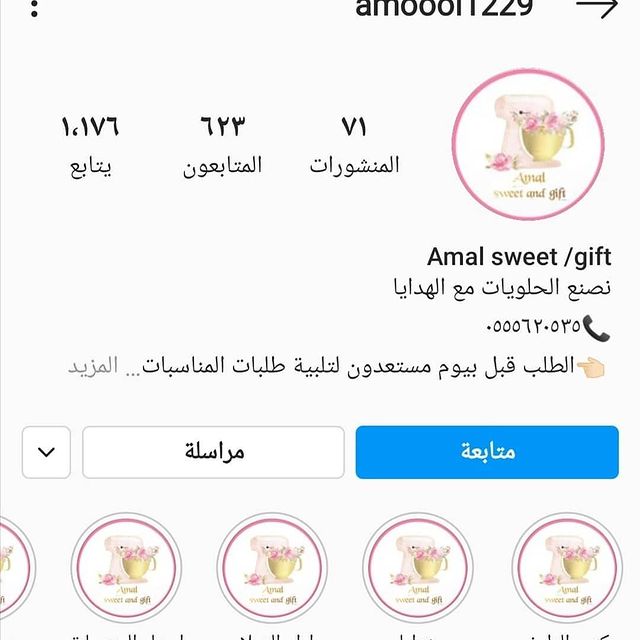 amoool1229
٧١ ٦٢٣ ١،١٧٦
المنشورات المتابعون يتابع
Amal
sweet and gift
Amal sweet /gift
نصنع الحلويات مع الهدايا
📞٠٥٥٥٦٢٠٥٣٥
👈🏻الطلب قبل بيوم مستعدون لتلبية طلبات المناسبات... المزيد
متابعة مراسلة
Amal
sweet and gift
Amal
sweet and gift
Amal
sweet and gift
Amal
sweet and gift